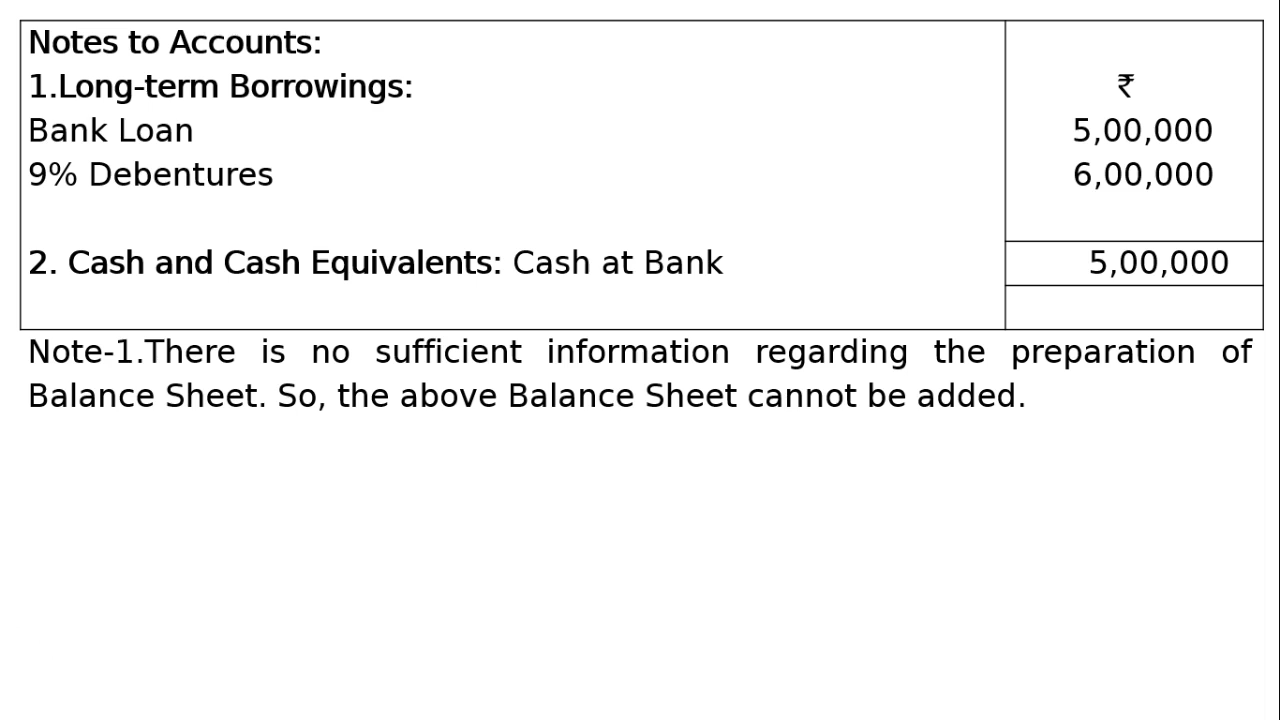 Notes to Accounts:
1.Long-term Borrowings: ₹
Bank Loan 5,00,000
9% Debentures 6,00,000
2. Cash and Cash Equivalents: Cash at Bank 5,00,000
Note-1.There is no sufficient information regarding the preparation of
Balance Sheet. So, the above Balance Sheet cannot be added.